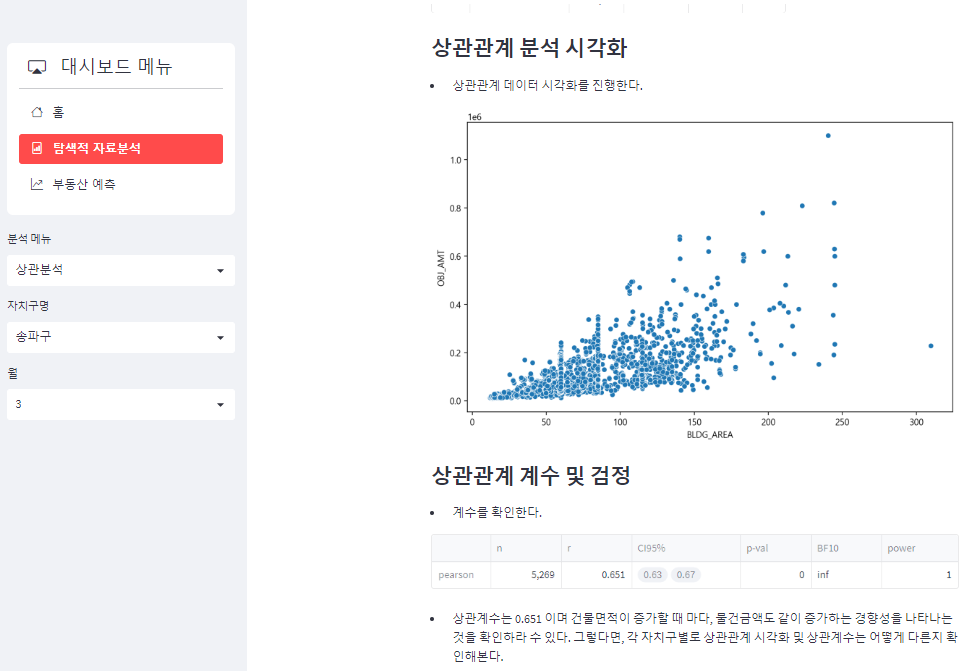 대시보드 메뉴
홈
탐색적 자료분석
부동산 예측
분석 메뉴
상관분석
자치구명
송파구
월
3
상관관계 분석 시각화
상관관계 데이터 시각화를 진행한다.
1e6
1.0
0.8
0.6
0.4
0.2
0.0
OBJ_AMT
0 50 100 150 200 250 300
BLDG_AREA
상관관계 계수 및 검정
계수를 확인한다.
n r CI95% p-val BF10 power
pearson 5,269 0.651 0.63 0.67 0 inf 1
상관계수는 0.651 이며 건물면적이 증가할 때 마다, 물건금액도 같이 증가하는 경향성을 나타나는
것을 확인하라 수 있다. 그렇다면, 각 자치구별로 상관관계 시각화 및 상관계수는 어떻게 다른지 확
인해본다.